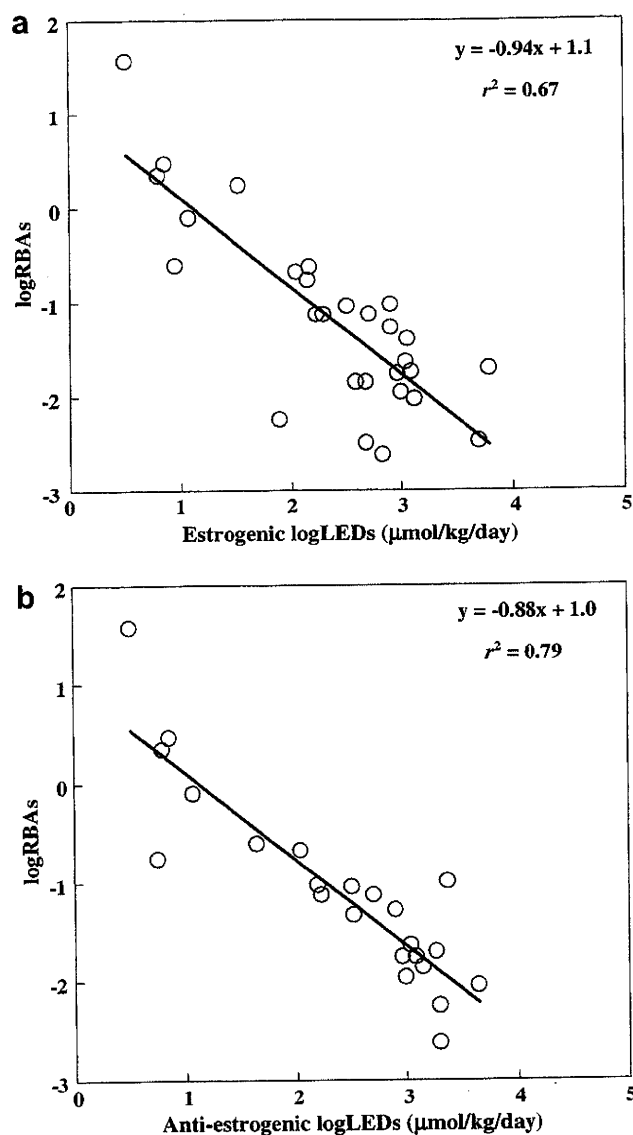 a
y = -0.94x + 1.1
r² = 0.67
2
1
0
-1
-2
-3
logRBAs
0 1 2 3 4 5
Estrogenic logLEDs (μmol/kg/day)
b
y = -0.88x + 1.0
r² = 0.79
2
1
0
-1
-2
-3
logRBAs
0 1 2 3 4 5
Anti-estrogenic logLEDs (μmol/kg/day)